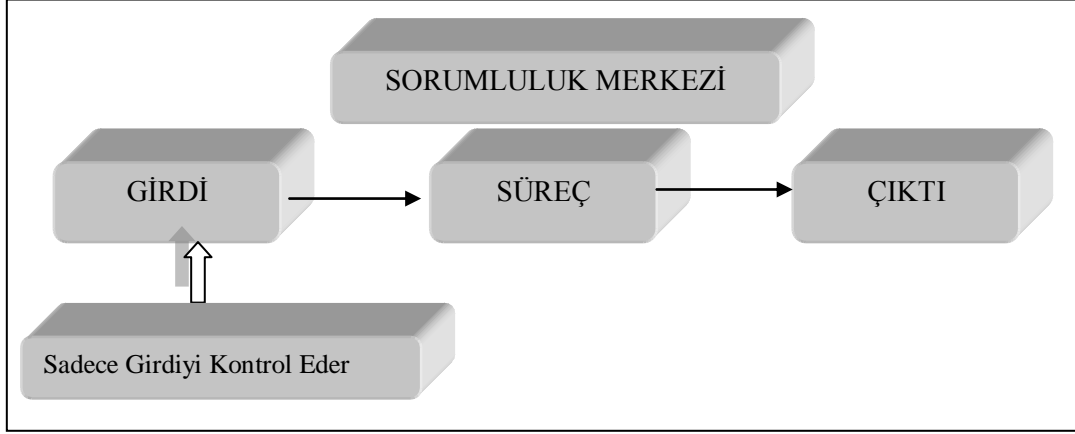 SORUMLULUK MERKEZİ
GİRDİ
SÜREÇ
ÇIKTI
Sadece Girdiyi Kontrol Eder